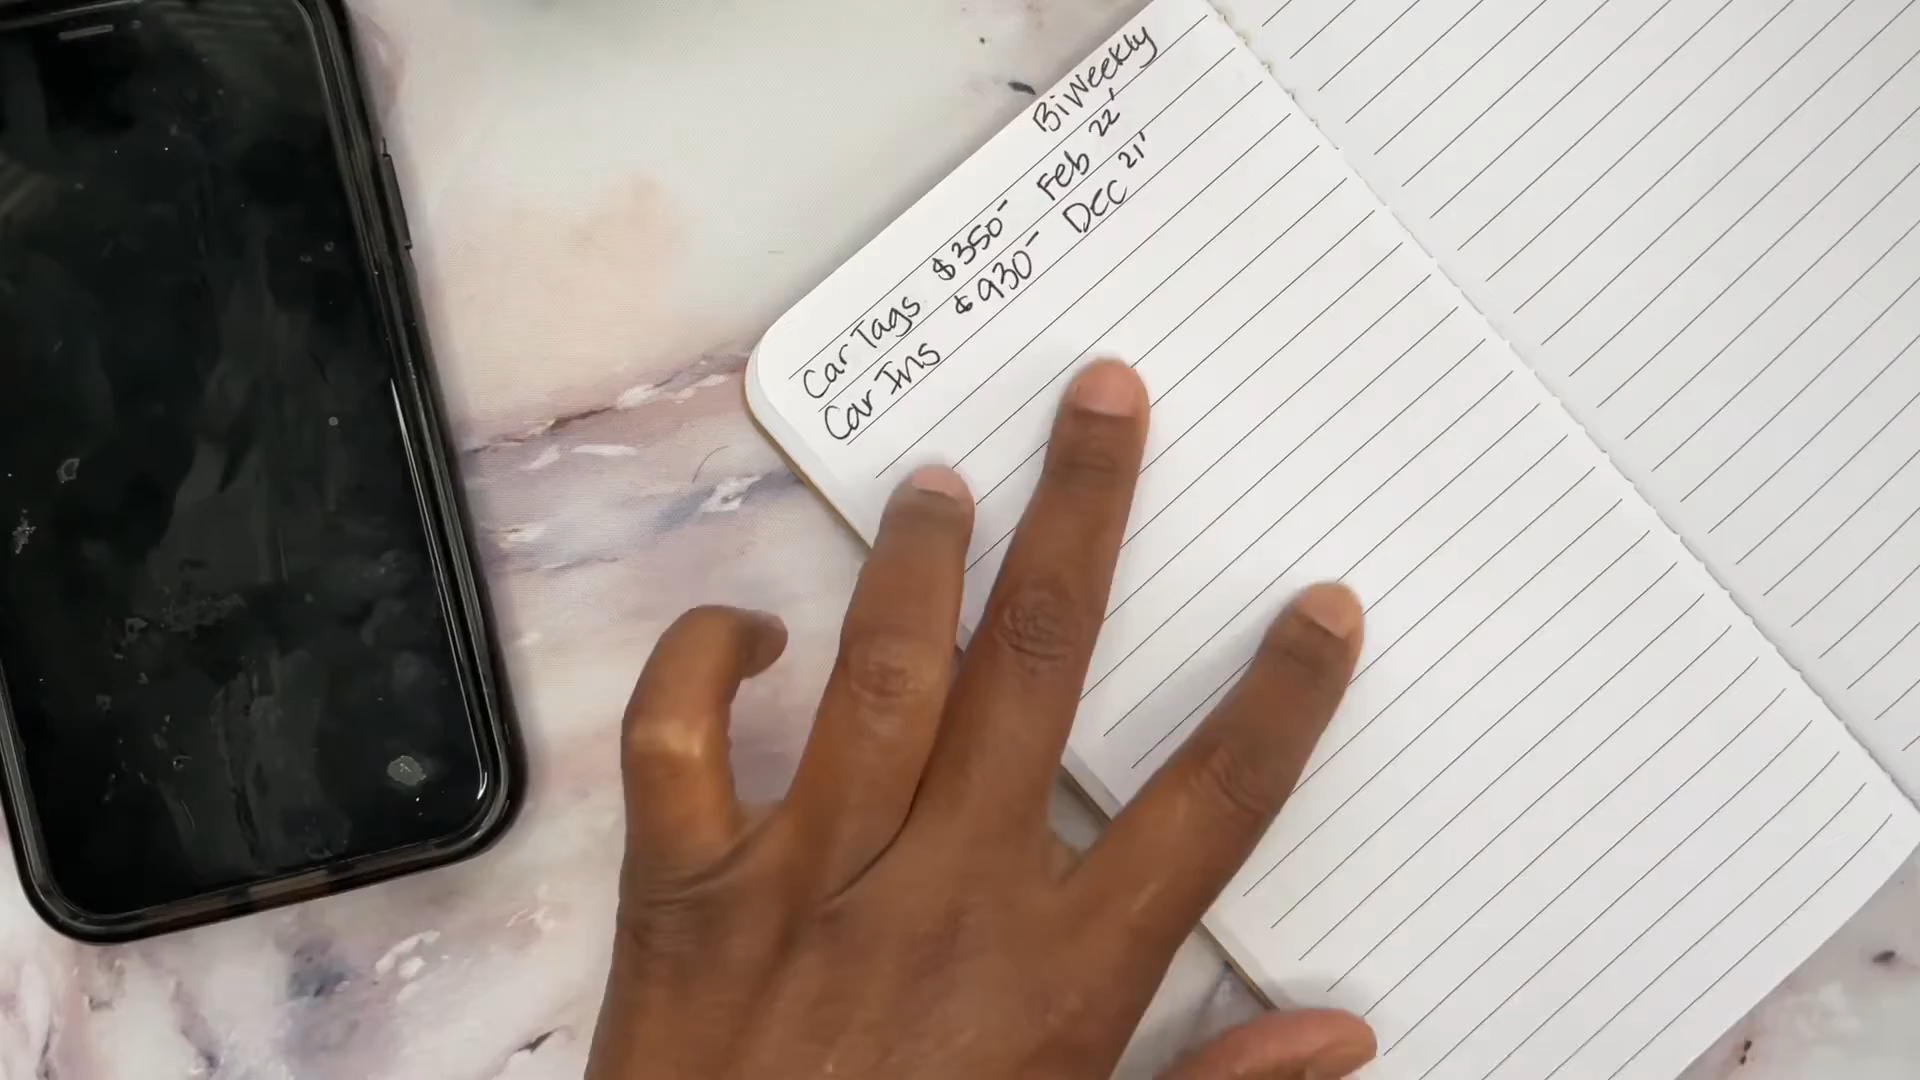 BiWeekly
Car Tags $350- Feb 22'
Car Ins $930- DEC 21'